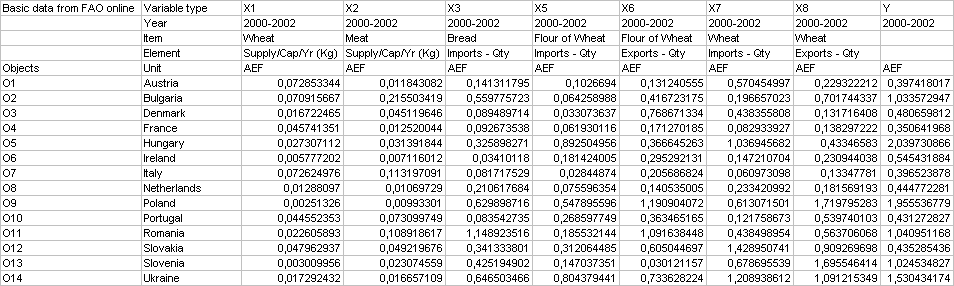 Basic data from FAO online Variable type X1 X2 X3 X5 X6 X7 X8 Y
Year 2000-2002 2000-2002 2000-2002 2000-2002 2000-2002 2000-2002 2000-2002 2000-2002
Item Wheat Meat Bread Flour of Wheat Flour of Wheat Wheat Wheat
Element Supply/Cap/Yr (Kg) Supply/Cap/Yr (Kg) Imports - Qty Imports - Qty Exports - Qty Imports - Qty Exports - Qty
Objects Unit AEF AEF AEF AEF AEF AEF AEF AEF
O1 Austria 0,072853344 0,011843082 0,141311795 0,1026694 0,131240555 0,570454997 0,229322212 0,397418017
O2 Bulgaria 0,070915667 0,215503419 0,559775723 0,064258988 0,416723175 0,196657023 0,701744337 1,033572947
O3 Denmark 0,016722465 0,045119646 0,089489714 0,033073637 0,768671334 0,438355808 0,131716408 0,480659812
O4 France 0,045741351 0,012520044 0,092673538 0,061930116 0,171270185 0,082933927 0,138297222 0,350641968
O5 Hungary 0,027307112 0,031391844 0,325898271 0,892504956 0,366645263 1,036945682 0,43346583 2,039730866
O6 Ireland 0,005777202 0,007116012 0,03410118 0,181424005 0,295292131 0,147210704 0,230944038 0,545431884
O7 Italy 0,072624976 0,113197091 0,081717529 0,02844874 0,205686824 0,060973098 0,13347781 0,396523878
O8 Netherlands 0,01288097 0,01069729 0,210617684 0,075596354 0,140535005 0,233420992 0,181569193 0,444772281
O9 Poland 0,00251326 0,00993301 0,629898716 0,547895596 1,190904072 0,613071501 1,719795283 1,955536779
O10 Portugal 0,044552353 0,073099749 0,083542735 0,268597749 0,363465165 0,121758673 0,539740103 0,431272827
O11 Romania 0,022605893 0,108918617 1,148923516 0,185532144 1,091638448 0,438498954 0,563706068 1,040951168
O12 Slovakia 0,047962937 0,049219676 0,341333801 0,312064485 0,605044697 1,428950741 0,909269698 0,435285436
O13 Slovenia 0,003009956 0,023074559 0,425194902 0,147037351 0,030121157 0,678695539 1,695546414 1,024534827
O14 Ukraine 0,017292432 0,016657109 0,646503466 0,804379441 0,733628224 1,208938612 1,091215349 1,530434174